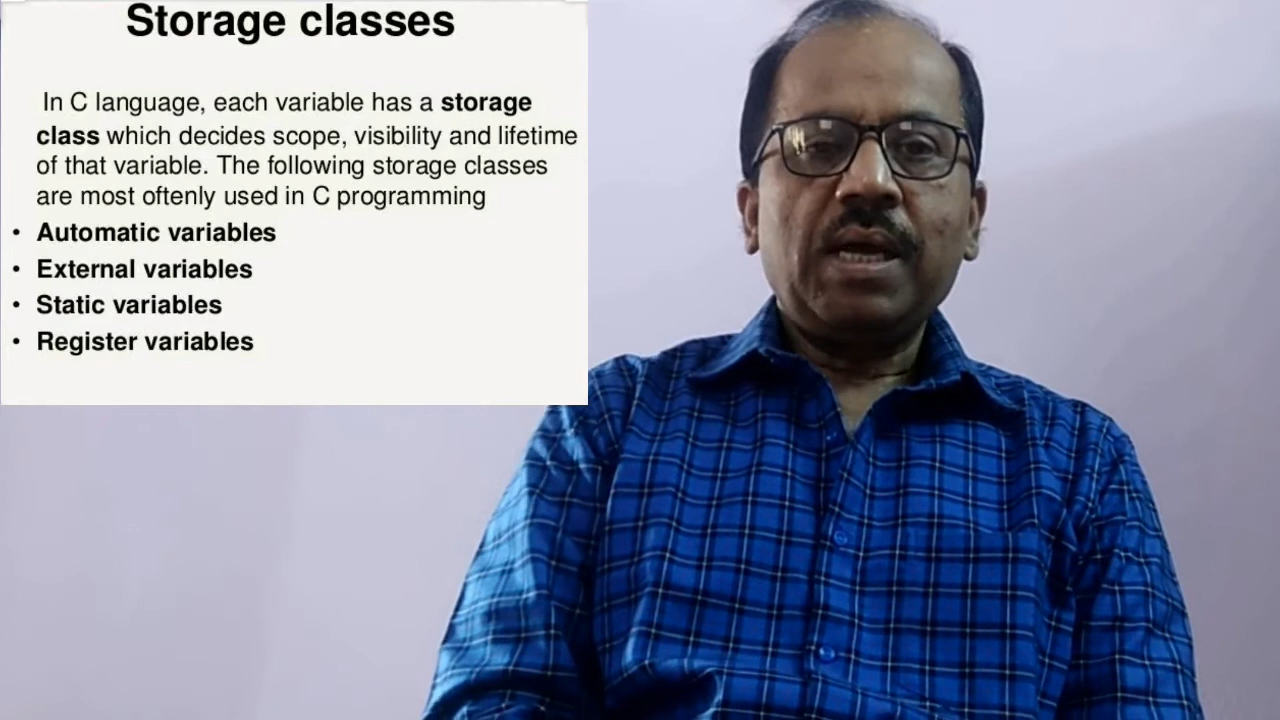 Storage classes
In C language, each variable has a storage
class which decides scope, visibility and lifetime
of that variable. The following storage classes
are most oftenly used in C programming
• Automatic variables
• External variables
• Static variables
• Register variables